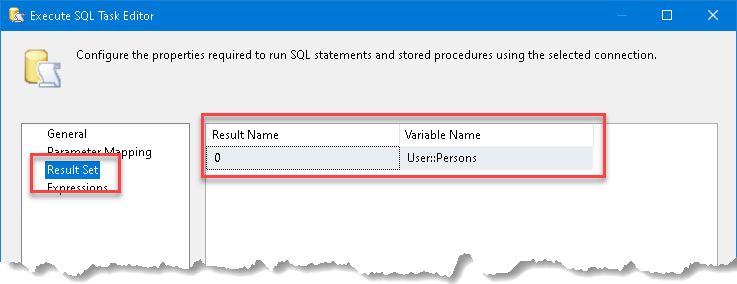 Execute SQL Task Editor
Configure the properties required to run SQL statements and stored procedures using the selected connection.
General
Parameter Mapping
Result Set
Expressions
Result Name Variable Name
0 User::Persons